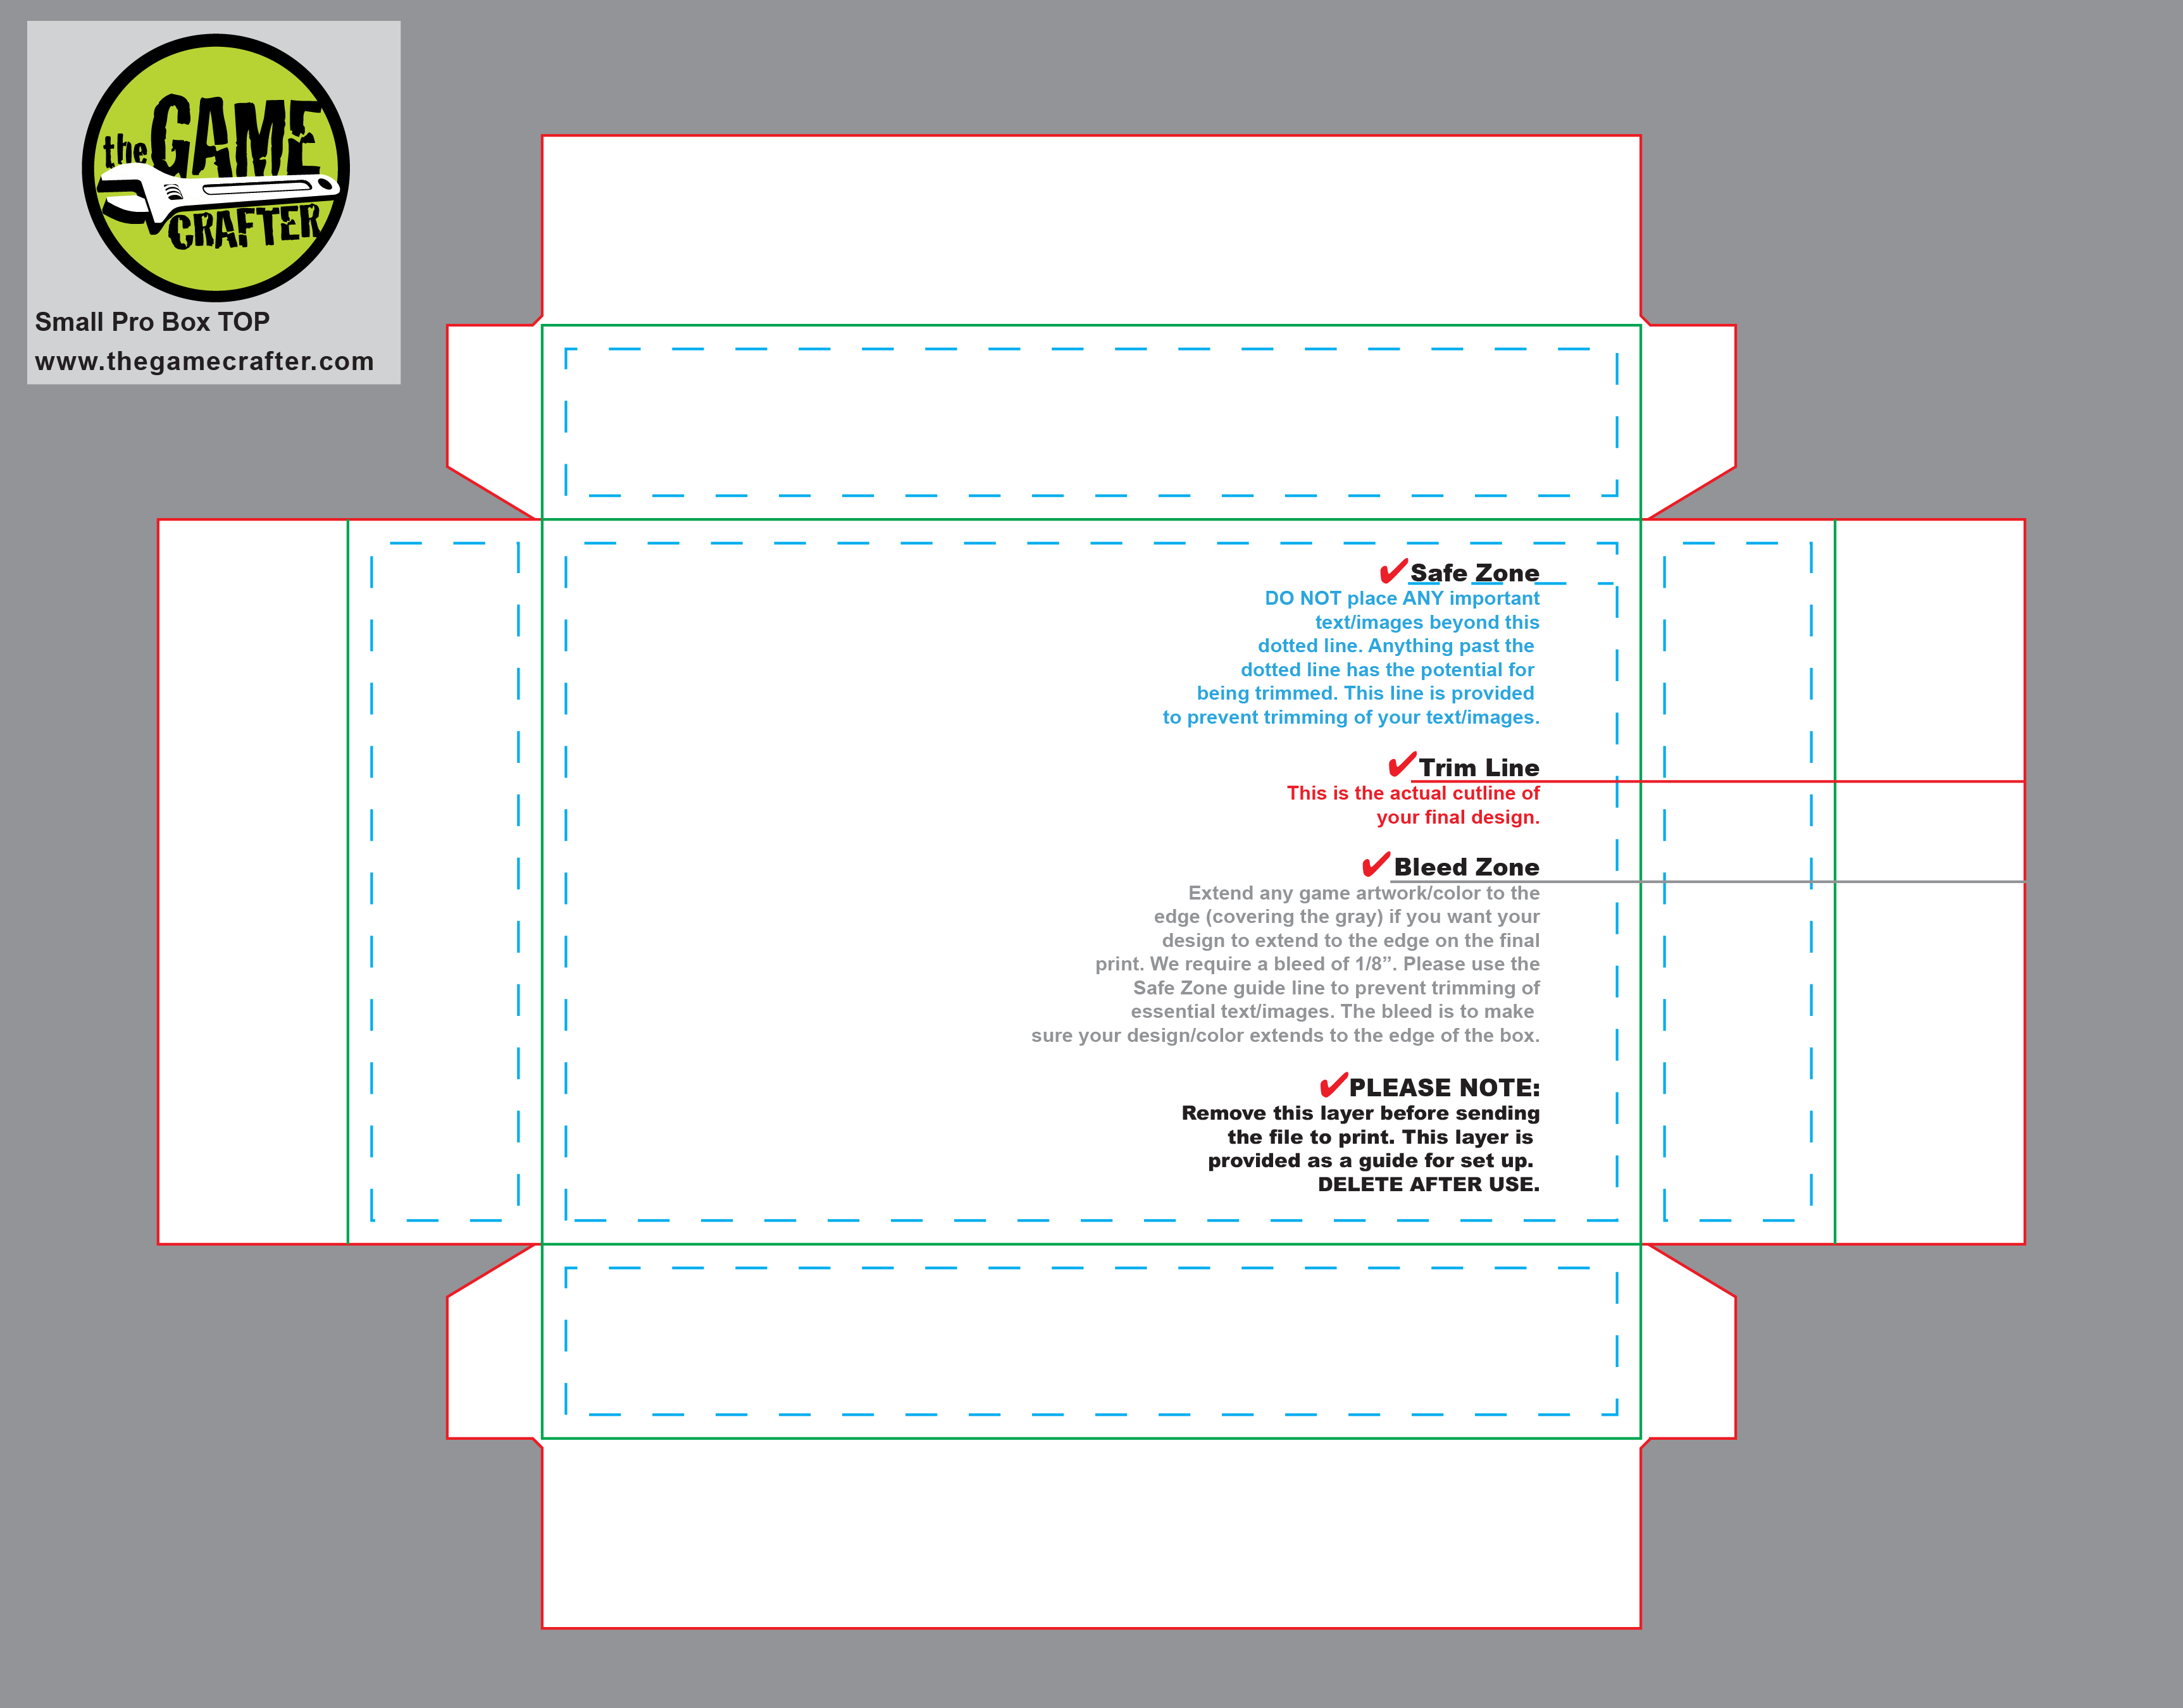 the GAME
CRAFTER
Small Pro Box TOP
www.thegamecrafter.com
Safe Zone
DO NOT place ANY important
text/images beyond this
dotted line. Anything past the
dotted line has the potential for
being trimmed. This line is provided
to prevent trimming of your text/images.
Trim Line
This is the actual cutline of
your final design.
Bleed Zone
Extend any game artwork/color to the
edge (covering the gray) if you want your
design to extend to the edge on the final
print. We require a bleed of 1/8”. Please use the
Safe Zone guide line to prevent trimming of
essential text/images. The bleed is to make
sure your design/color extends to the edge of the box.
PLEASE NOTE:
Remove this layer before sending
the file to print. This layer is
provided as a guide for set up.
DELETE AFTER USE.